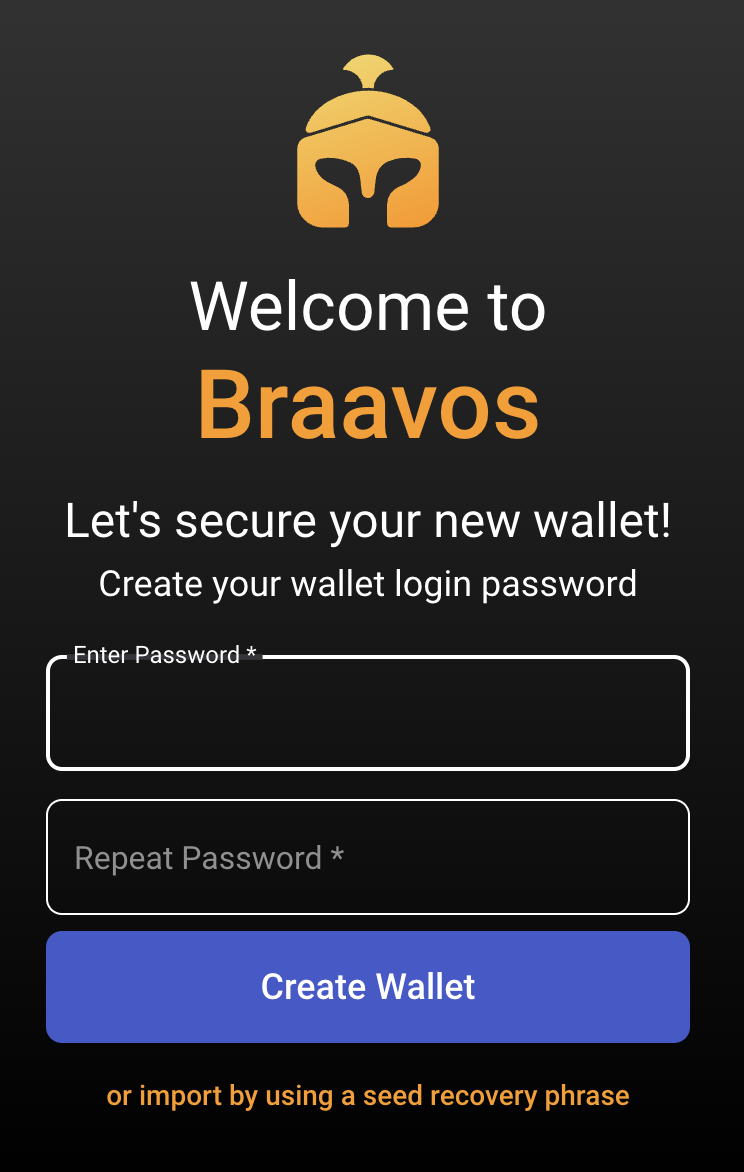 Welcome to
Braavos
Let's secure your new wallet!
Create your wallet login password
Enter Password *
Repeat Password *
Create Wallet
or import by using a seed recovery phrase